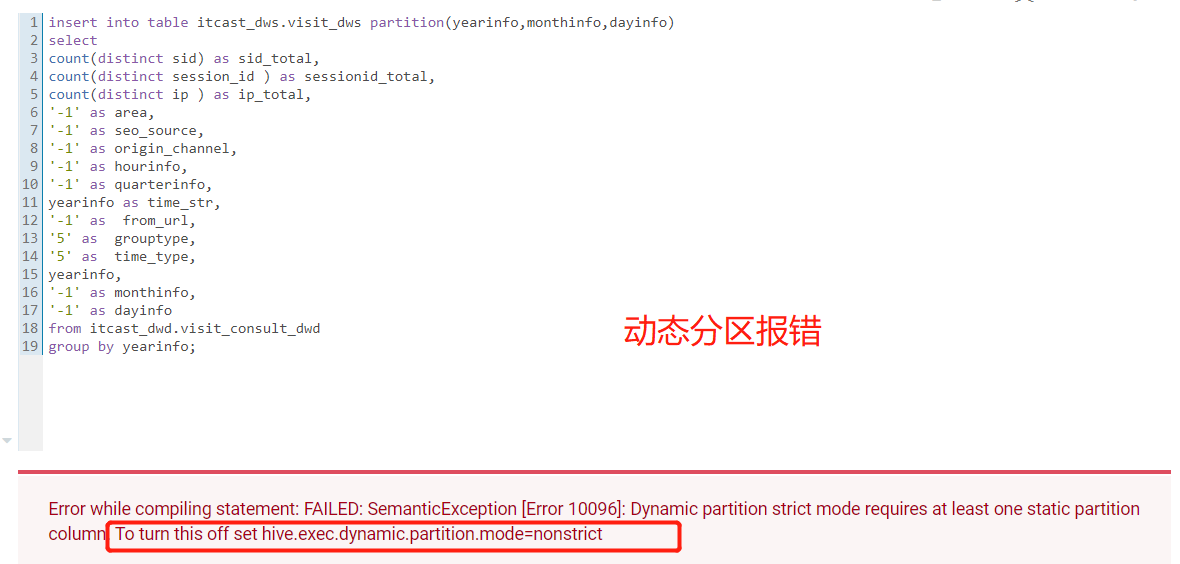 1 insert into table itcast_dws.visit_dws partition(yearinfo,monthinfo,dayinfo)
2 select
3 count(distinct sid) as sid_total,
4 count(distinct session_id ) as sessionid_total,
5 count(distinct ip ) as ip_total,
6 '-1' as area,
7 '-1' as seo_source,
8 '-1' as origin_channel,
9 '-1' as hourinfo,
10 '-1' as quarterinfo,
11 yearinfo as time_str,
12 '-1' as  from_url,
13 '5' as  grouptype,
14 '5' as  time_type,
15 yearinfo,
16 '-1' as monthinfo,
17 '-1' as dayinfo
18 from itcast_dwd.visit_consult_dwd
19 group by yearinfo;
动态分区报错
Error while compiling statement: FAILED: SemanticException [Error 10096]: Dynamic partition strict mode requires at least one static partition
column. To turn this off set hive.exec.dynamic.partition.mode=nonstrict